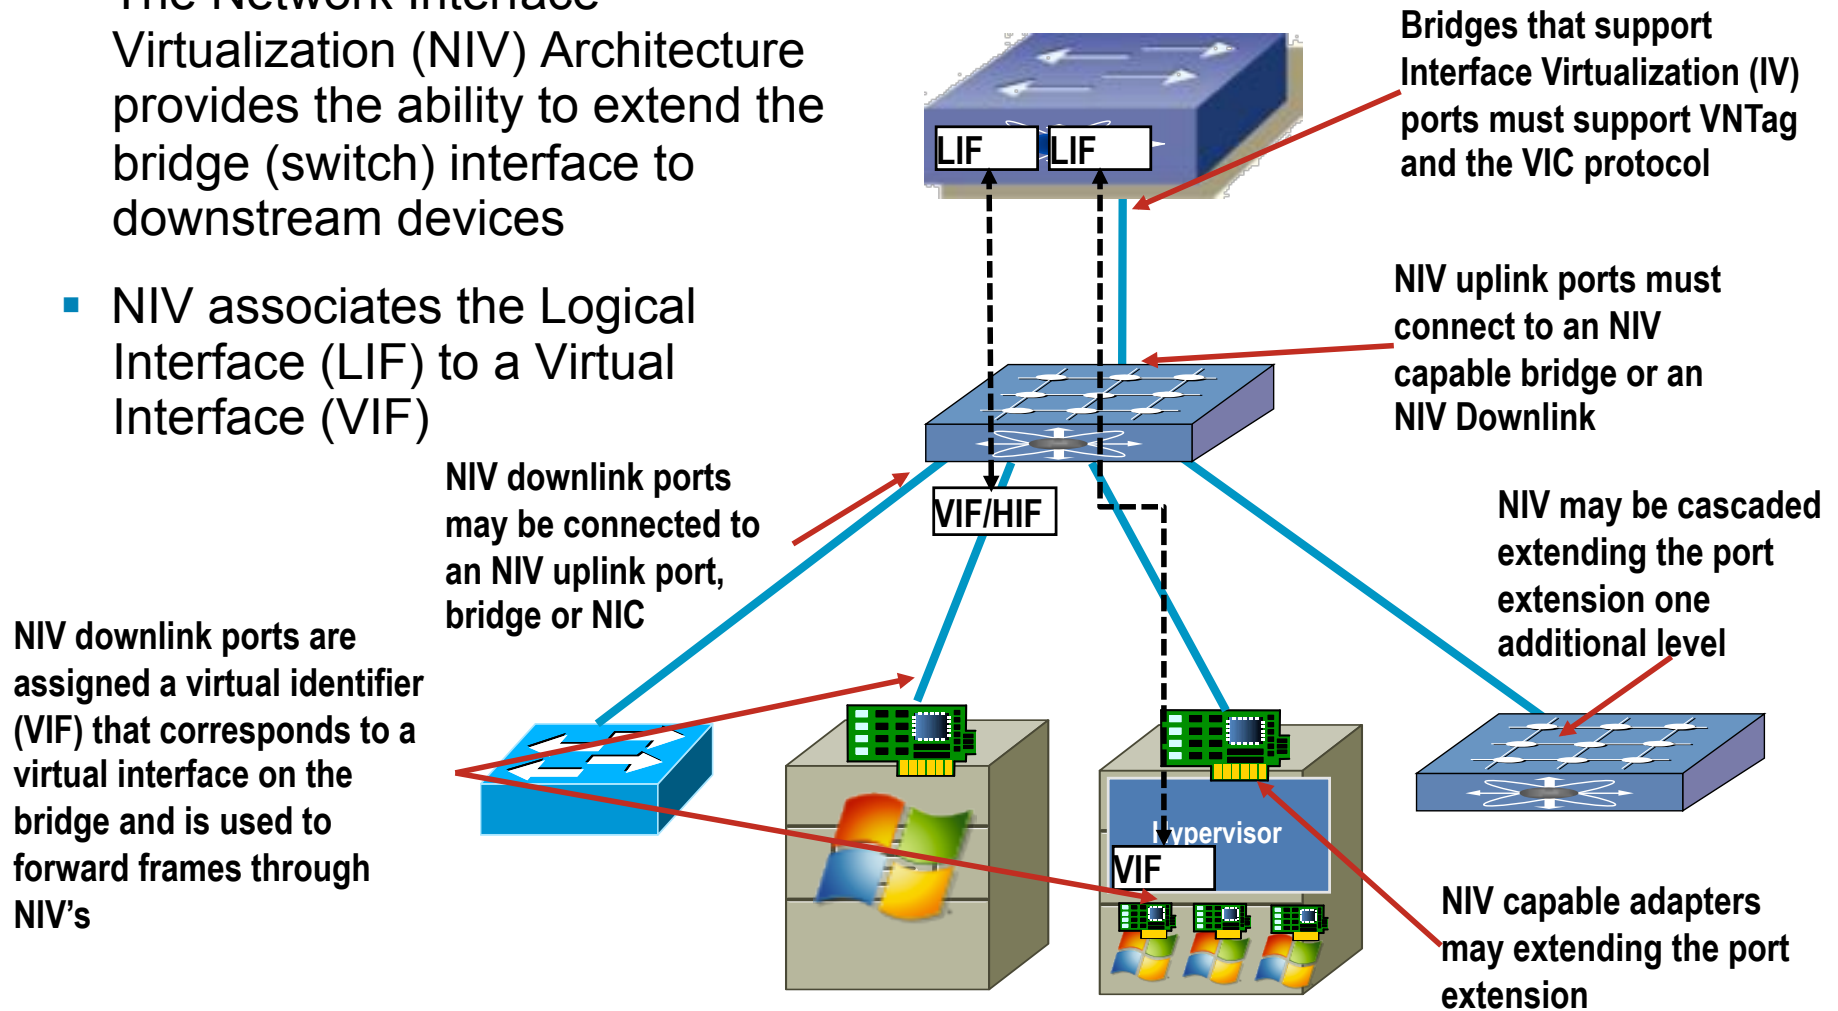 The Network Interface
Virtualization (NIV) Architecture
provides the ability to extend the
bridge (switch) interface to
downstream devices
NIV associates the Logical
Interface (LIF) to a Virtual
Interface (VIF)
Bridges that support
Interface Virtualization (IV)
ports must support VNTag
and the VIC protocol
LIF
LIF
NIV uplink ports must
connect to an NIV
capable bridge or an
NIV Downlink
NIV downlink ports
may be connected to
an NIV uplink port,
bridge or NIC
VIF/HIF
NIV may be cascaded
extending the port
extension one
additional level
NIV downlink ports are
assigned a virtual identifier
(VIF) that corresponds to a
virtual interface on the
bridge and is used to
forward frames through
NIV’s
Hypervisor
VIF
NIV capable adapters
may extending the port
extension